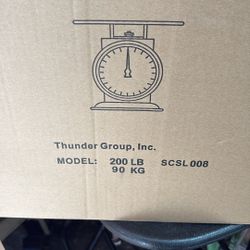 Thunder Group, Inc.
MODEL: 200 LB SCSL008
90 KG